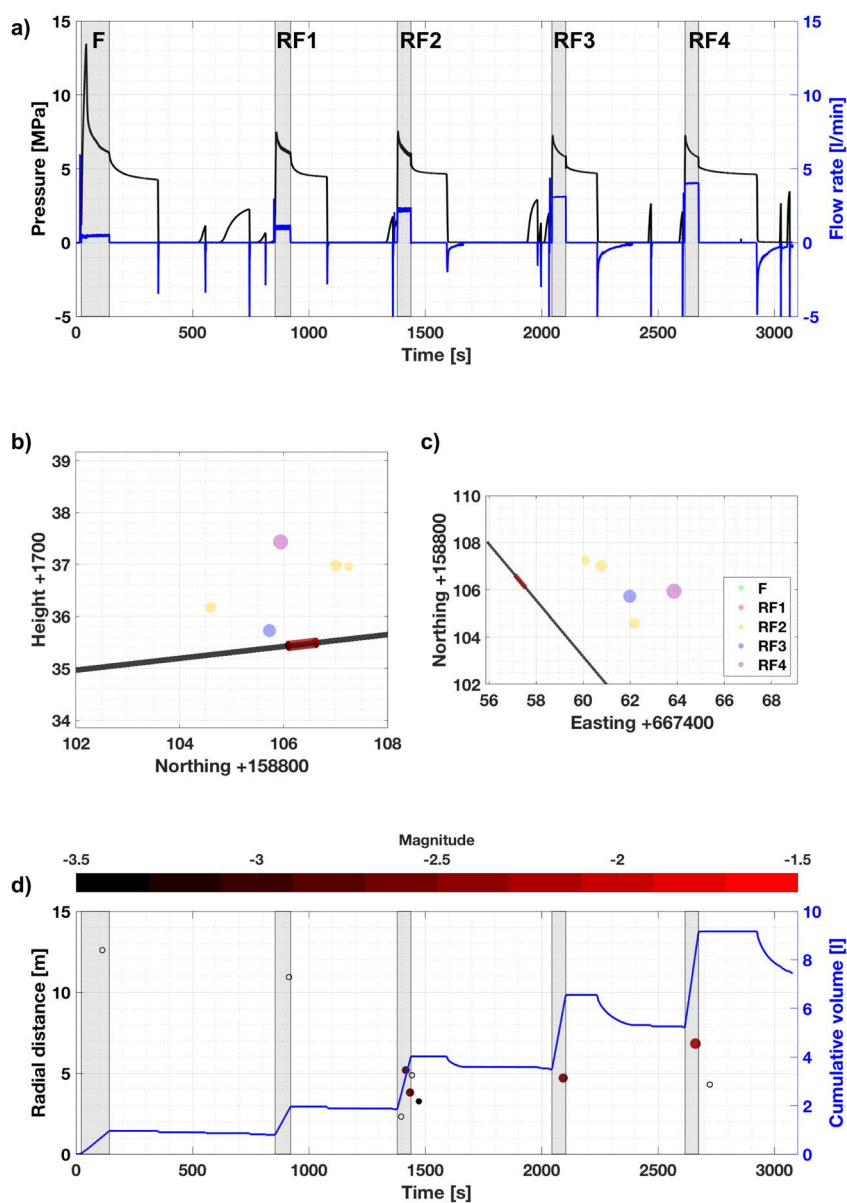 a)
F RF1 RF2 RF3 RF4
15 15
10 10
5 5
0 0
-5 -5
Pressure [MPa]
Flow rate [l/min]
0 500 1000 1500 2000 2500 3000
Time [s]
b)
39
38
37
36
35
34
Height +1700
102 104 106 108
Northing +158800
c)
110
108
106
104
102
Northing +158800
F
RF1
RF2
RF3
RF4
56 58 60 62 64 66 68
Easting +667400
Magnitude
-3.5 -3 -2.5 -2 -1.5
d)
15 10
8
10
6
5 4
2
0 0
Radial distance [m]
Cumulative volume [l]
0 500 1000 1500 2000 2500 3000
Time [s]